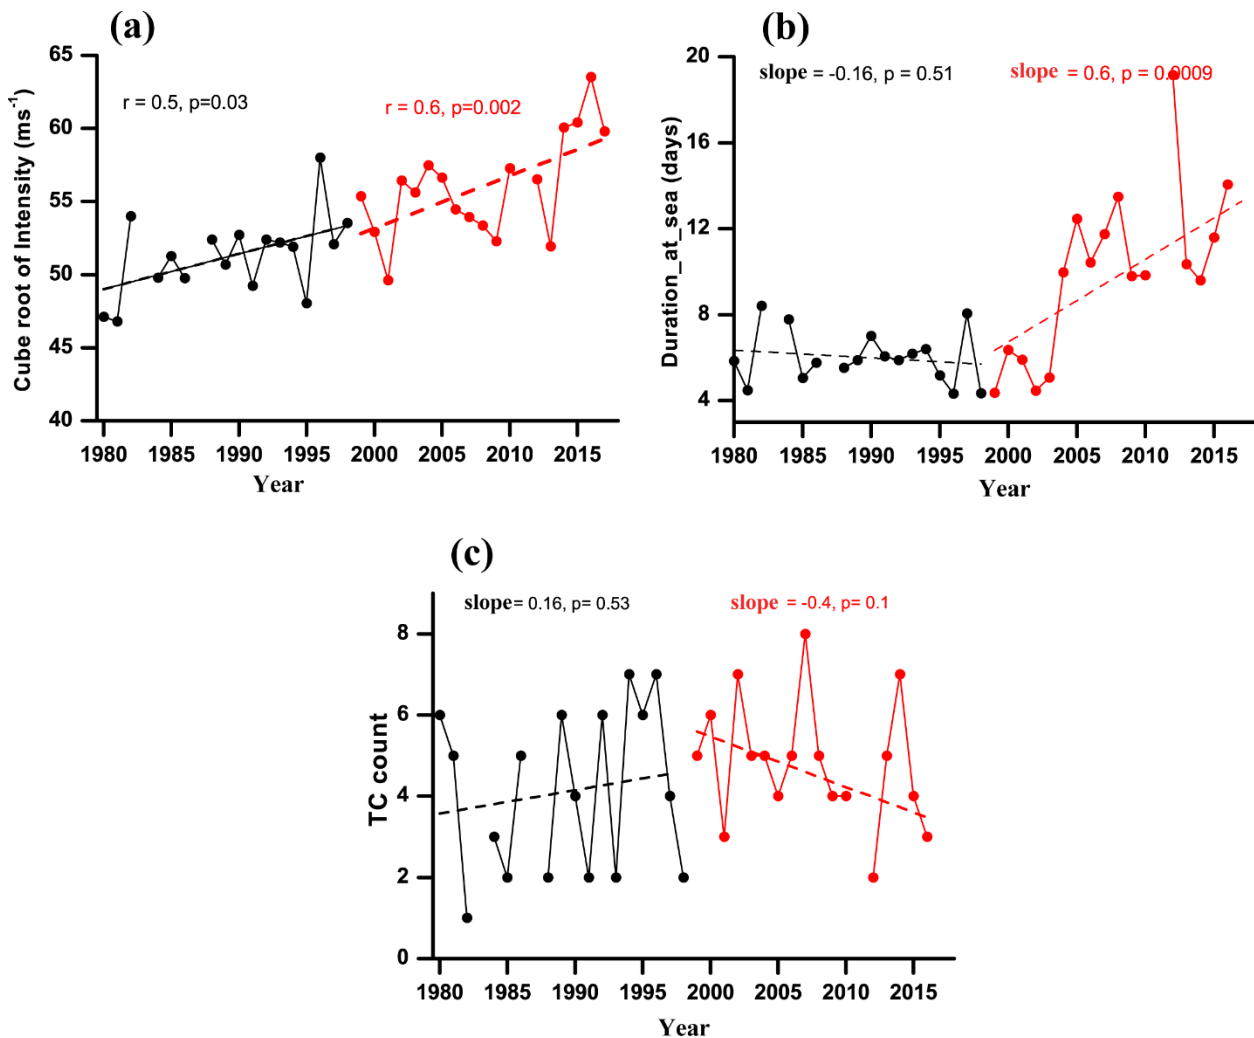 (a)
65
60
55
50
45
40
Cube root of Intensity (ms-1)
r = 0.5, p=0.03
r = 0.6, p=0.002
1980 1985 1990 1995 2000 2005 2010 2015
Year
(b)
20
16
12
8
4
Duration_at_sea (days)
slope = -0.16, p = 0.51
slope = 0.6, p = 0.0009
1980 1985 1990 1995 2000 2005 2010 2015
Year
(c)
8
6
4
2
0
TC count
slope= 0.16, p= 0.53
slope = -0.4, p= 0.1
1980 1985 1990 1995 2000 2005 2010 2015
Year